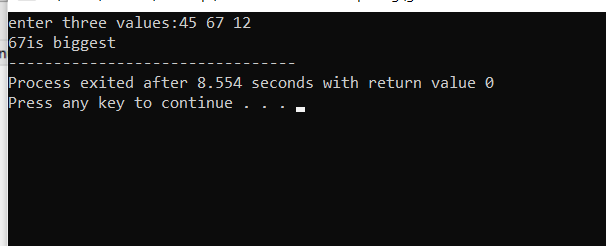 enter three values:45 67 12
67is biggest
--------------------------------
Process exited after 8.554 seconds with return value 0
Press any key to continue . . .